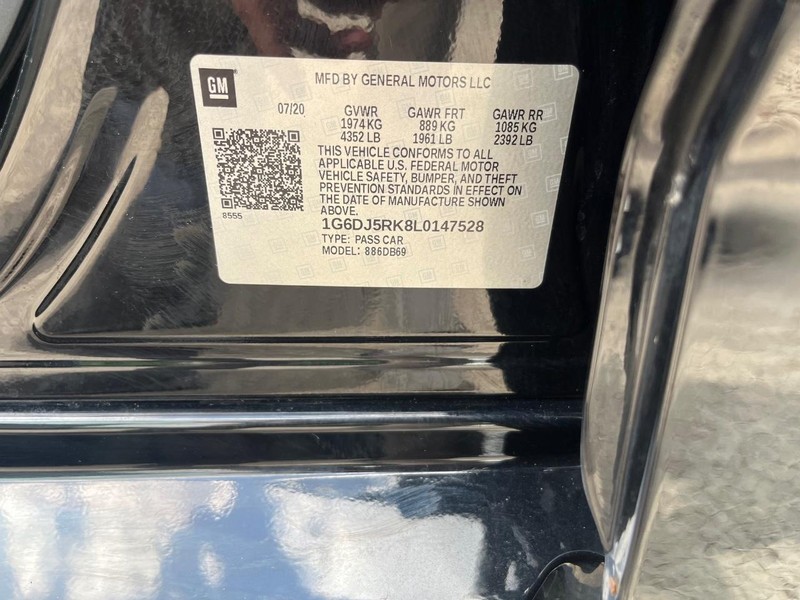 GM
MFD BY GENERAL MOTORS LLC
07/20 GVWR GAWR FRT GAWR RR
1974 KG 889 KG 1085 KG
4352 LB 1961 LB 2392 LB
THIS VEHICLE CONFORMS TO ALL
APPLICABLE U.S. FEDERAL MOTOR
VEHICLE SAFETY, BUMPER, AND THEFT
PREVENTION STANDARDS IN EFFECT ON
THE DATE OF MANUFACTURE SHOWN
ABOVE.
8555
1G6DJ5RK8L0147528
TYPE: PASS CAR
MODEL: 886DB69